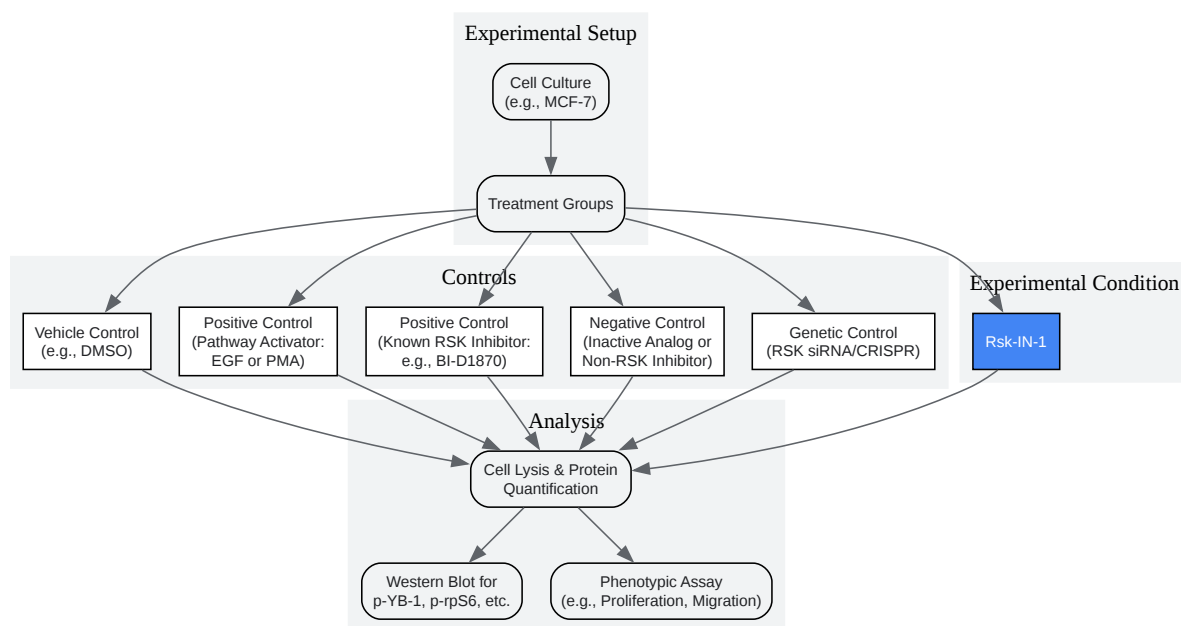 Experimental Setup
Cell Culture
(e.g., MCF-7)
Treatment Groups
Controls
Experimental Condition
Vehicle Control
(e.g., DMSO)
Positive Control
(Pathway Activator:
EGF or PMA)
Positive Control
(Known RSK Inhibitor:
e.g., BI-D1870)
Negative Control
(Inactive Analog or
Non-RSK Inhibitor)
Genetic Control
(RSK siRNA/CRISPR)
Rsk-IN-1
Analysis
Cell Lysis & Protein
Quantification
Western Blot for
p-YB-1, p-rpS6, etc.
Phenotypic Assay
(e.g., Proliferation, Migration)